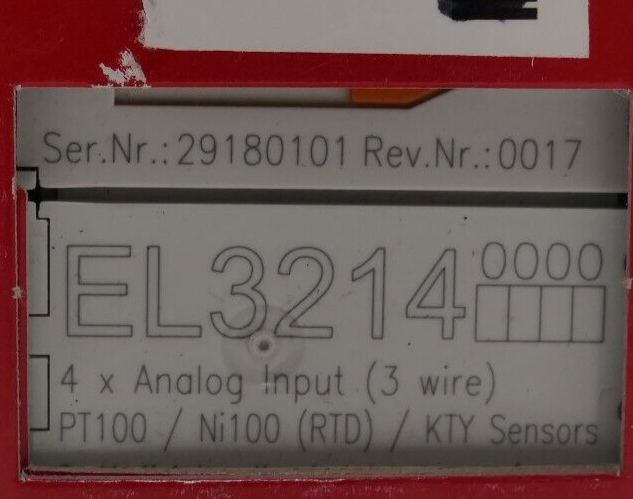 Ser.Nr.:29180101 Rev.Nr.:0017
EL3214 0000
4 x Analog Input (3 wire)
PT100 / Ni100 (RTD) / KTY Sensors